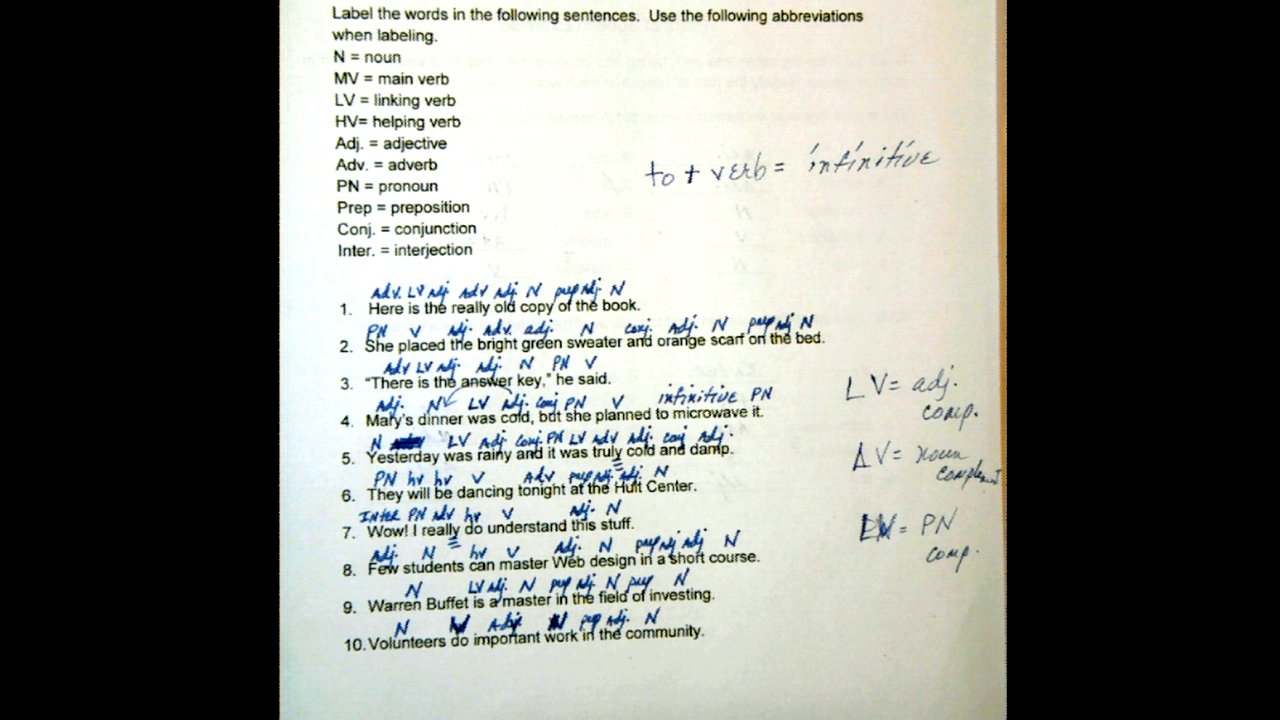 Label the words in the following sentences. Use the following abbreviations
when labeling.
N = noun
MV = main verb
LV = linking verb
HV= helping verb
Adj. = adjective
Adv. = adverb
PN = pronoun
Prep = preposition
Conj. = conjunction
Inter. = interjection
to + verb = infinitive
Adv. LV Adj. Adv Adj N prep Adj. N
1. Here is the really old copy of the book.
PN V Adj. Adv. adj. N conj. Adj. N prep Adj N
2. She placed the bright green sweater and orange scarf on the bed.
Adv LV Adj. Adj. N PN V
3. "There is the answer key," he said.
Adj. N LV Adj. Conj PN V infinitive PN
4. Mary's dinner was cold, but she planned to microwave it.
N LV Adj Conj. PN LV Adv Adj. conj Adj.
5. Yesterday was rainy and it was truly cold and damp.
PN hv hv V Adv prep Adj. Adj. N
6. They will be dancing tonight at the Hult Center.
INTER PN Adv hv V Adj. N
7. Wow! I really do understand this stuff.
Adj. N hv V Adj. N prep Adj Adj N
8. Few students can master Web design in a short course.
N LV Adj. N prep Adj. N prep N
9. Warren Buffet is a master in the field of investing.
N Adj prep Adj. N
10. Volunteers do important work in the community.
LV = adj.
comp.
LV = noun
complement
LV = PN
comp.